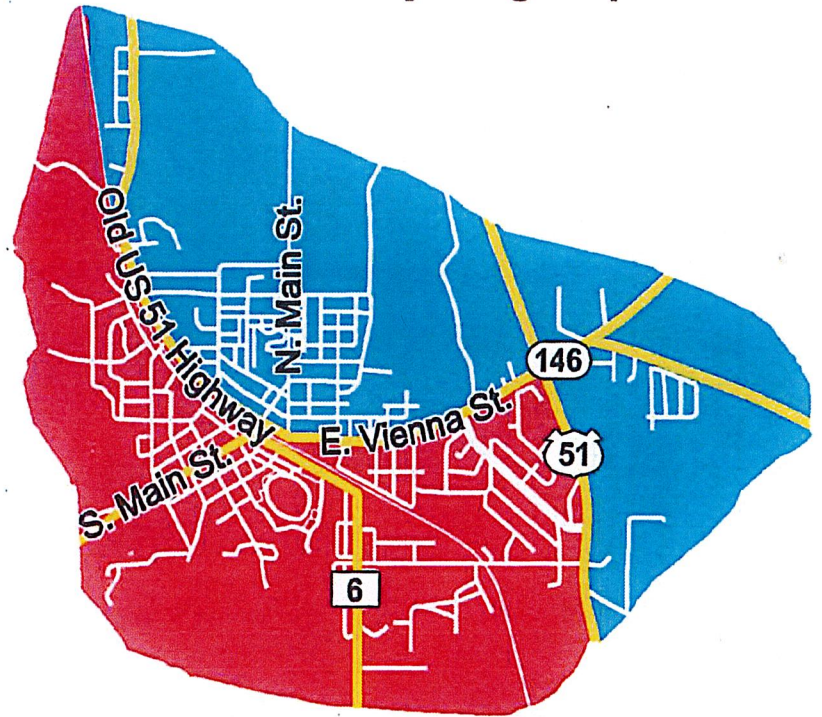 Old US 51 Highway
N. Main St.
146
E. Vienna St.
51
S. Main St.
6